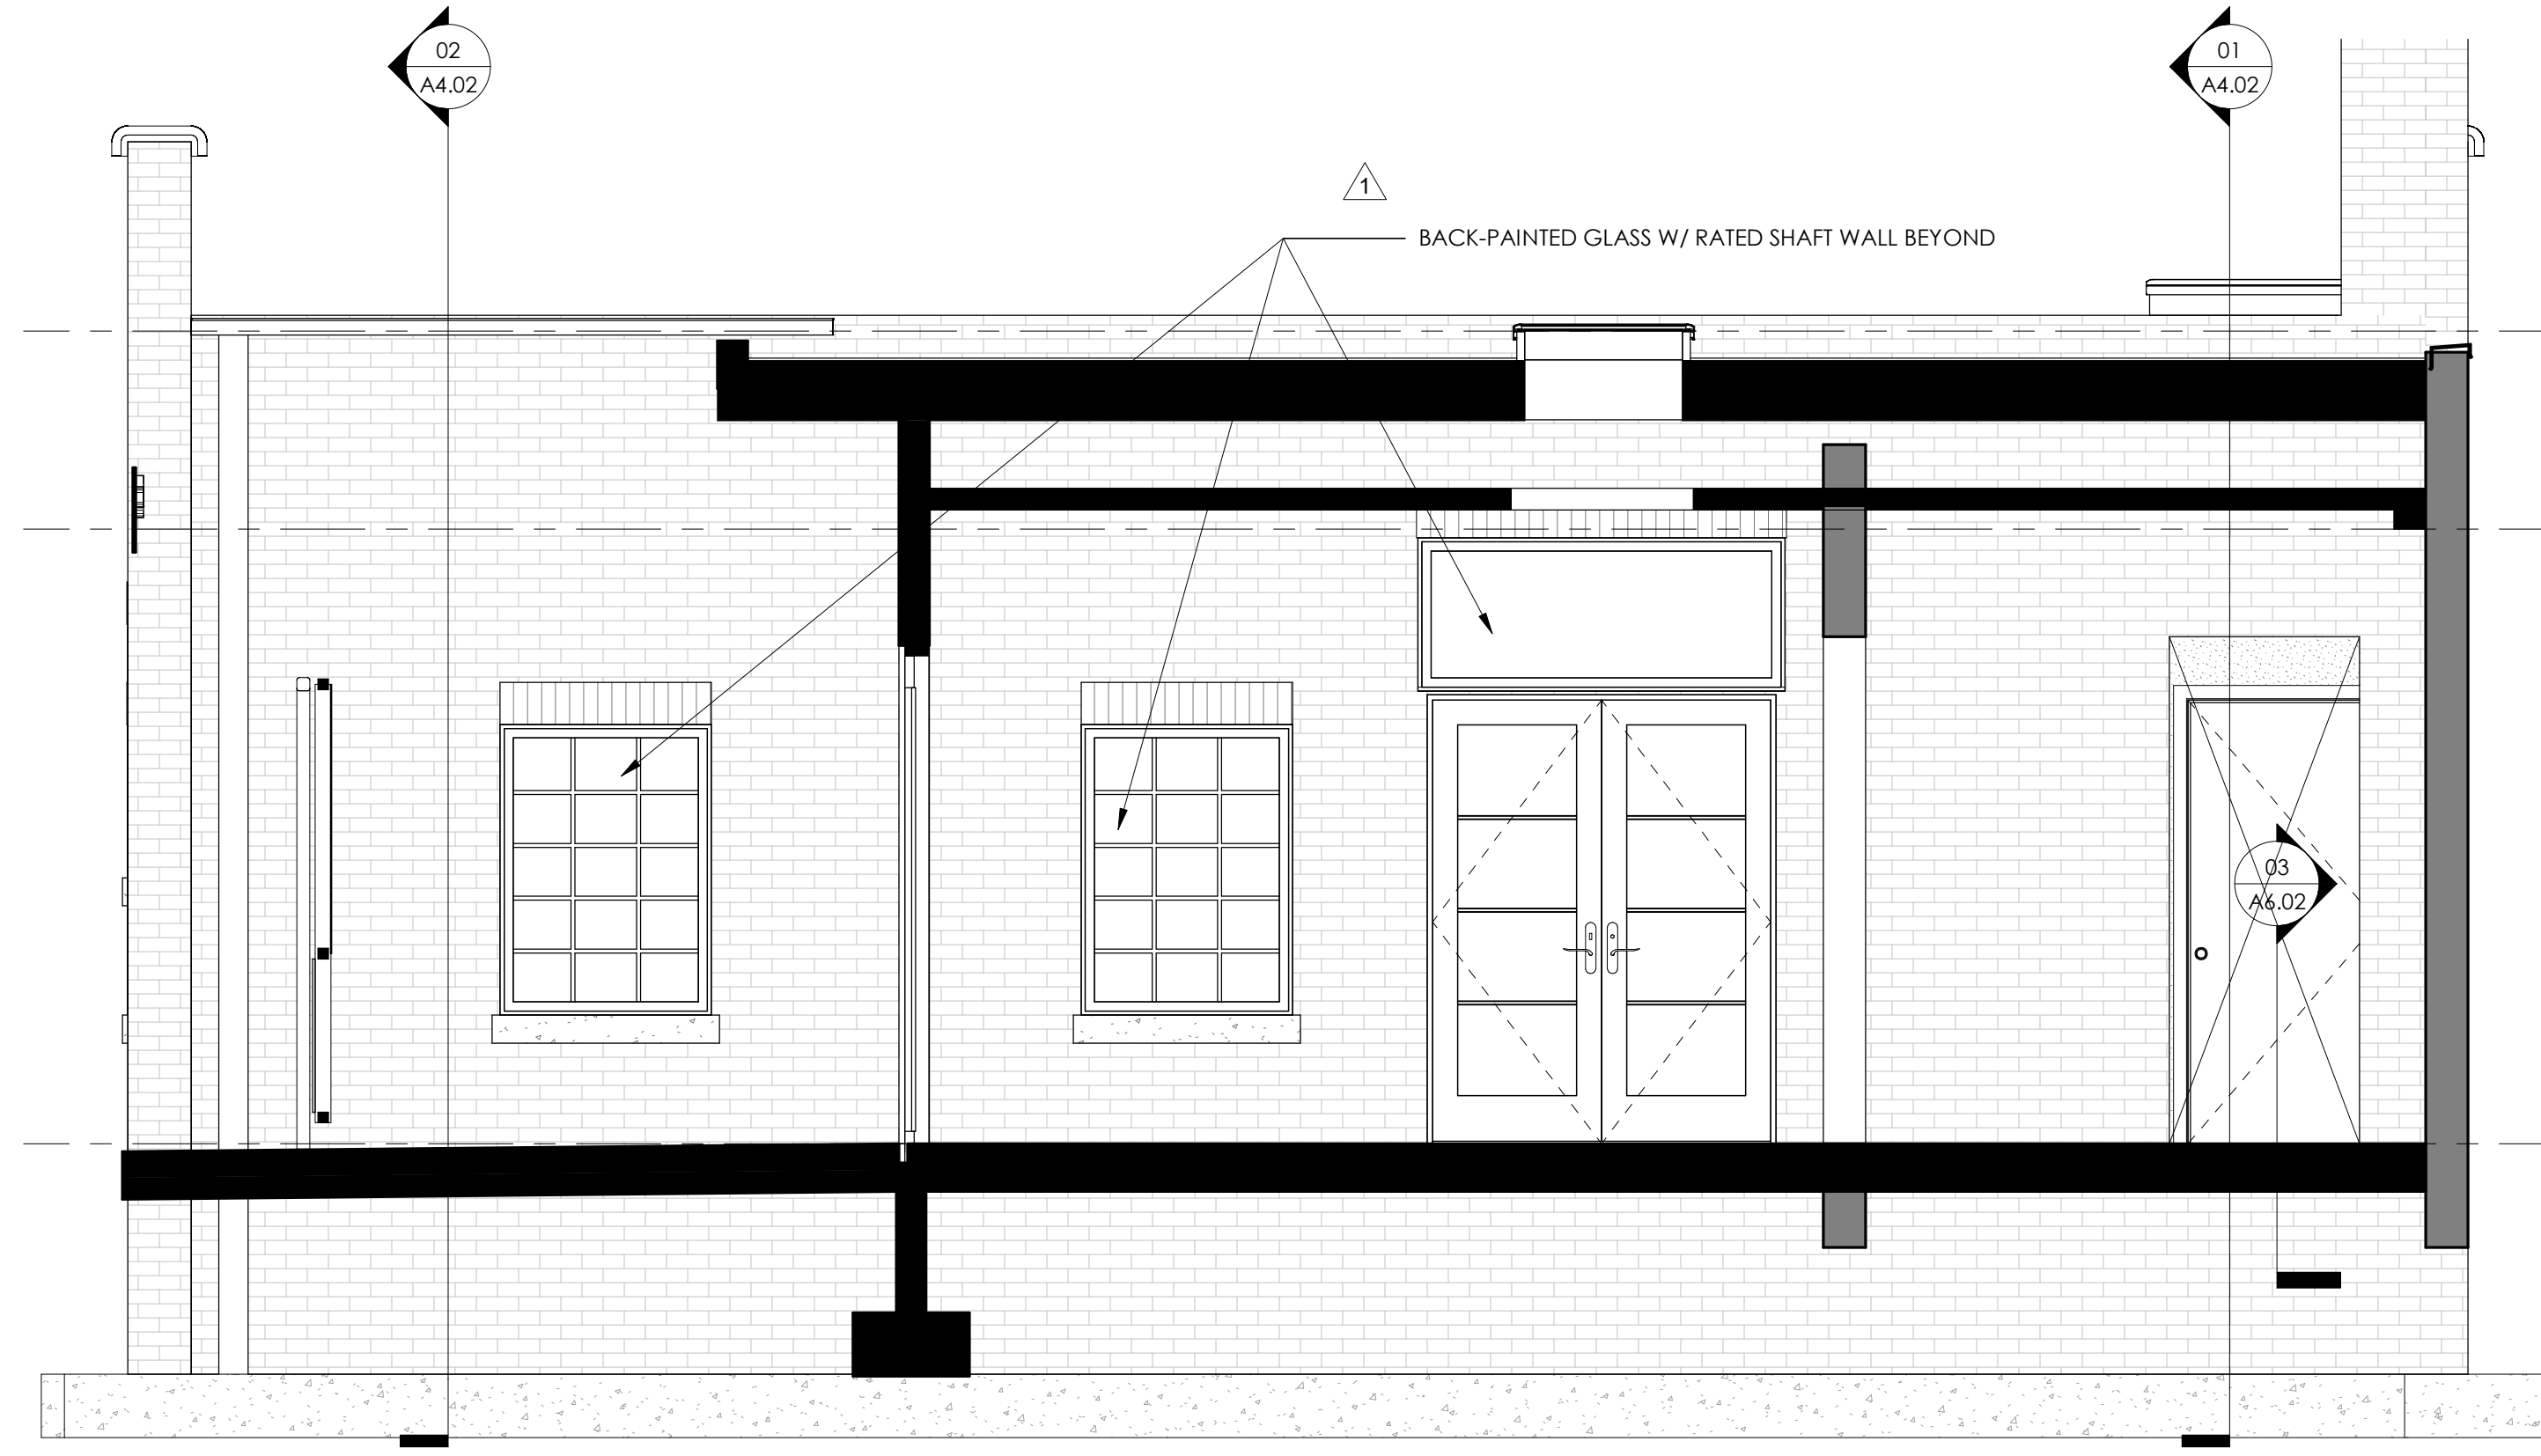 02
A4.02
01
A4.02
1
BACK-PAINTED GLASS W/ RATED SHAFT WALL BEYOND
03
A6.02